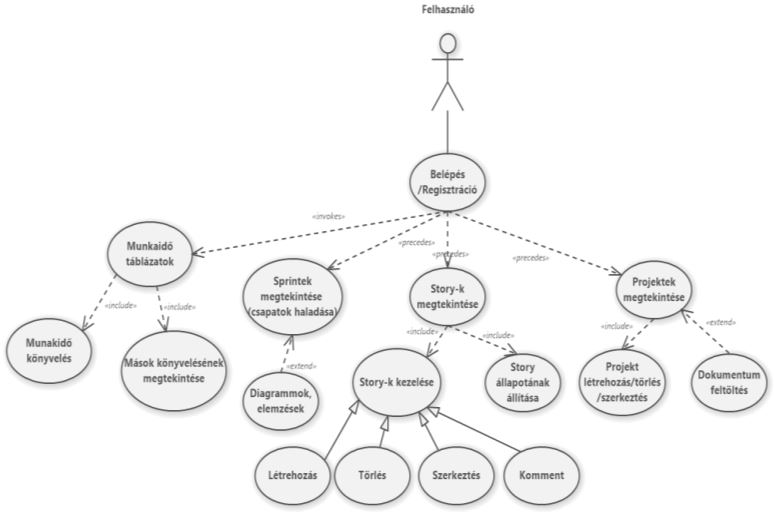 Felhasználó
Belépés
/Regisztráció
«invokes»
«precedes»
«precedes»
«precedes»
Munkaidő
táblázatok
Sprintek
megtekintése
(csapatok haladása)
Story-k
megtekintése
Projektek
megtekintése
«include»
«include»
«include»
«include»
«include»
«extend»
Munakidő
könyvelés
Mások könyvelésének
megtekintése
«extend»
Diagrammok,
elemzések
Story-k kezelése
Story
állapotának
állítása
Projekt
létrehozás/törlés
/szerkeztés
Dokumentum
feltöltés
Létrehozás
Törlés
Szerkeztés
Komment